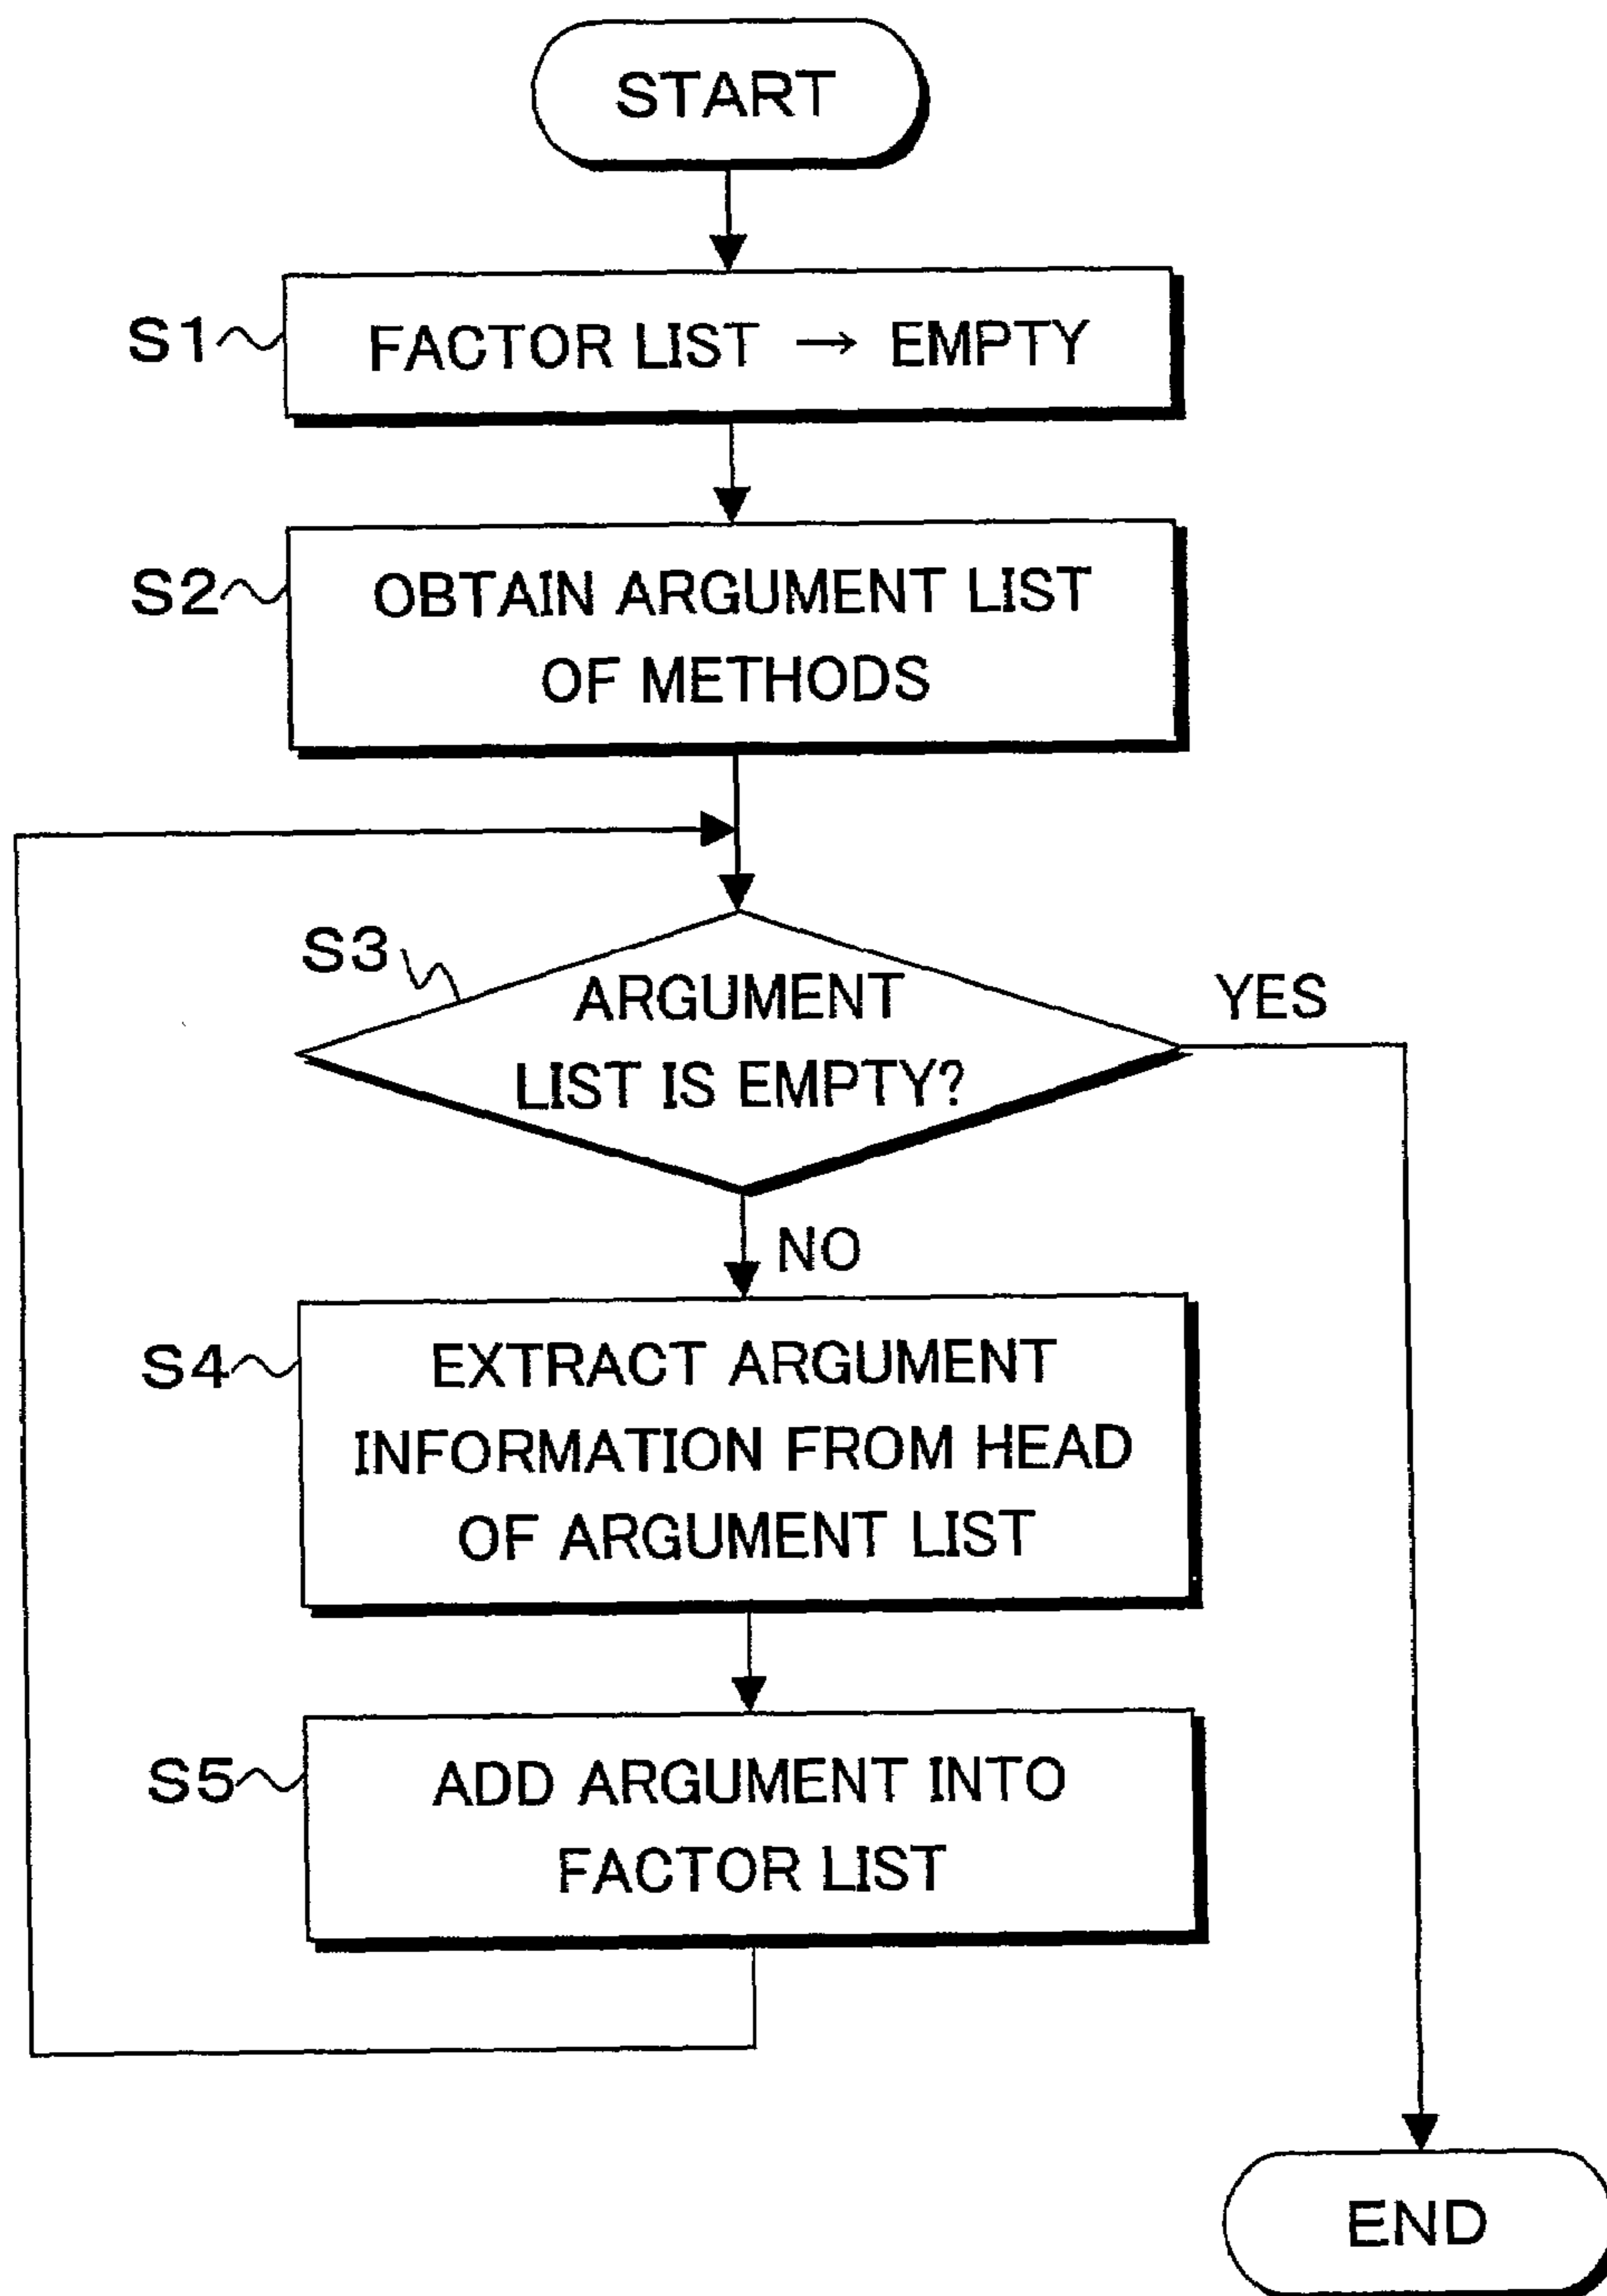 START
S1
FACTOR LIST → EMPTY
S2
OBTAIN ARGUMENT LIST
OF METHODS
S3
ARGUMENT
LIST IS EMPTY?
YES
NO
S4
EXTRACT ARGUMENT
INFORMATION FROM HEAD
OF ARGUMENT LIST
S5
ADD ARGUMENT INTO
FACTOR LIST
END